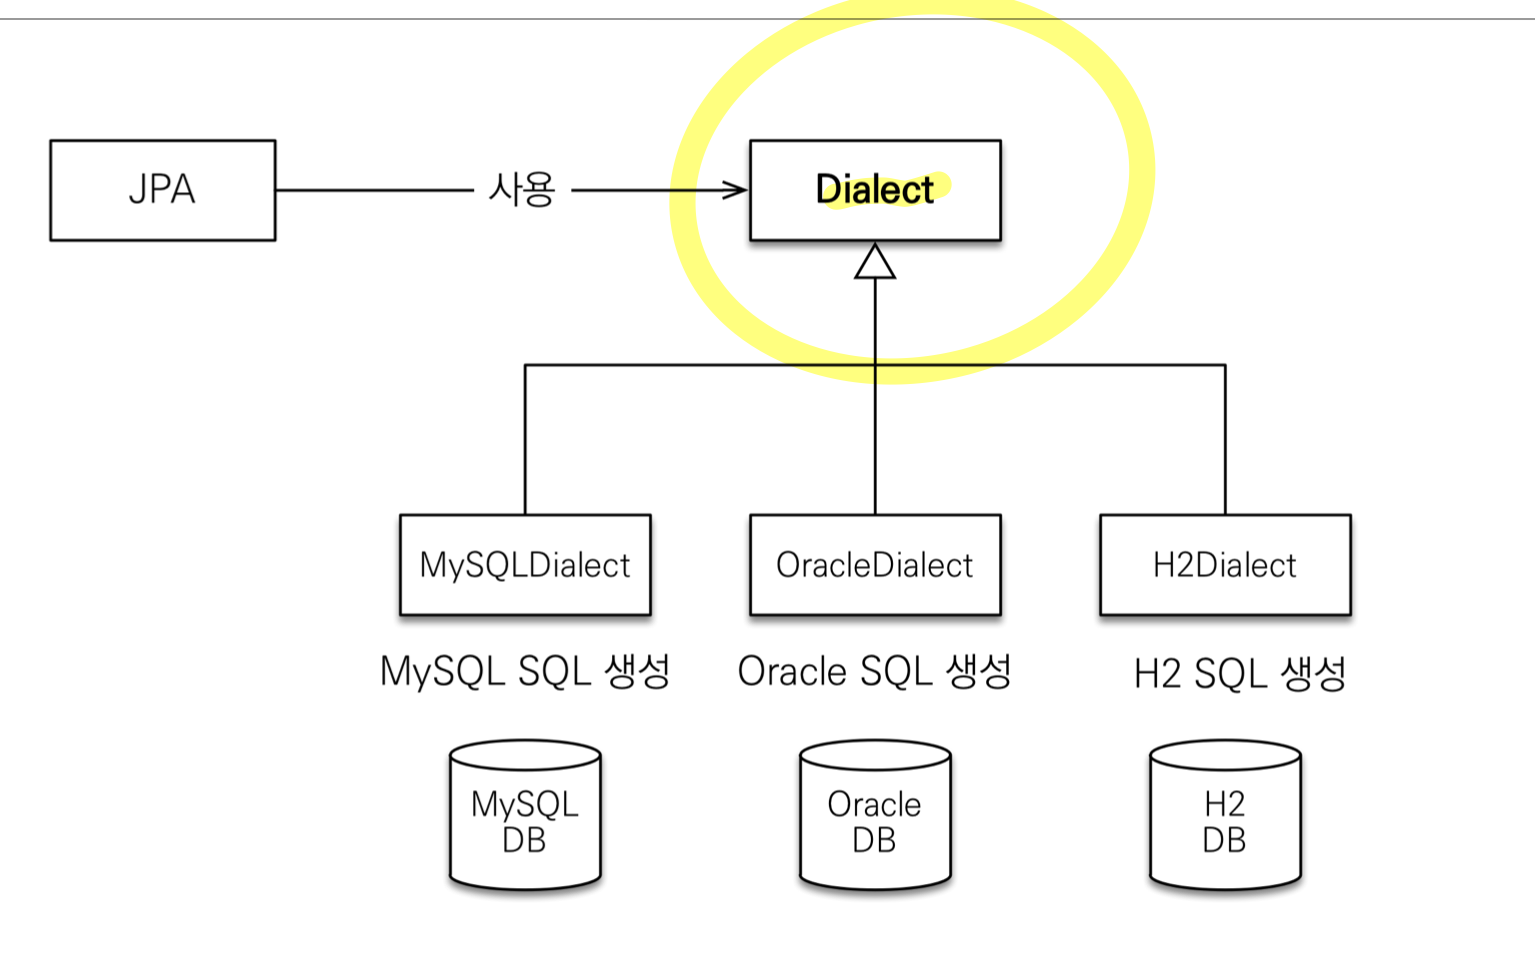 JPA
사용
Dialect
MySQLDialect
OracleDialect
H2Dialect
MySQL SQL 생성
Oracle SQL 생성
H2 SQL 생성
MySQL
DB
Oracle
DB
H2
DB